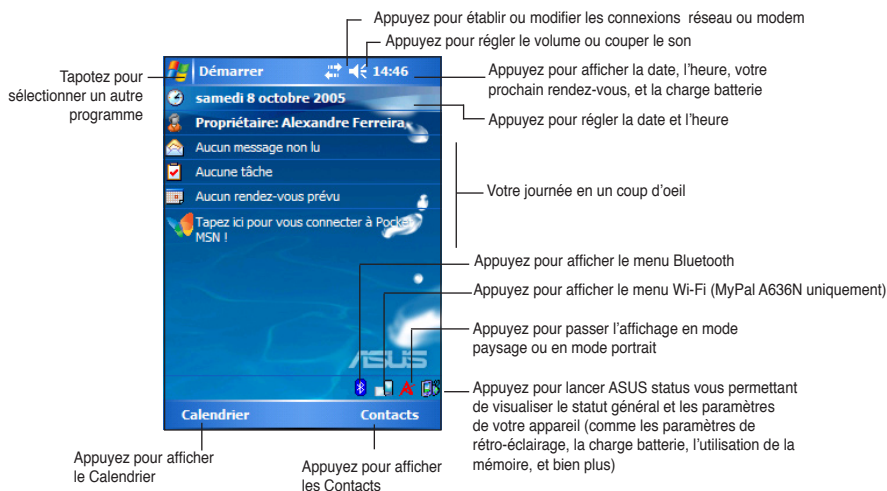 Appuyez pour établir ou modifier les connexions réseau ou modem
Appuyez pour régler le volume ou couper le son
Tapotez pour
sélectionner un autre
programme
Démarrer 14:46
Appuyez pour afficher la date, l'heure, votre
prochain rendez-vous, et la charge batterie
samedi 8 octobre 2005
Appuyez pour régler la date et l'heure
Propriétaire: Alexandre Ferreira
Aucun message non lu
Aucune tâche
Aucun rendez-vous prévu
Votre journée en un coup d'oeil
Tapez ici pour vous connecter à Pocket
MSN !
Appuyez pour afficher le menu Bluetooth
Appuyez pour afficher le menu Wi-Fi (MyPal A636N uniquement)
Appuyez pour passer l'affichage en mode
paysage ou en mode portrait
ASUS
Appuyez pour lancer ASUS status vous permettant
de visualiser le statut général et les paramètres
de votre appareil (comme les paramètres de
rétro-éclairage, la charge batterie, l'utilisation de la
mémoire, et bien plus)
Calendrier Contacts
Appuyez pour afficher
le Calendrier
Appuyez pour afficher
les Contacts